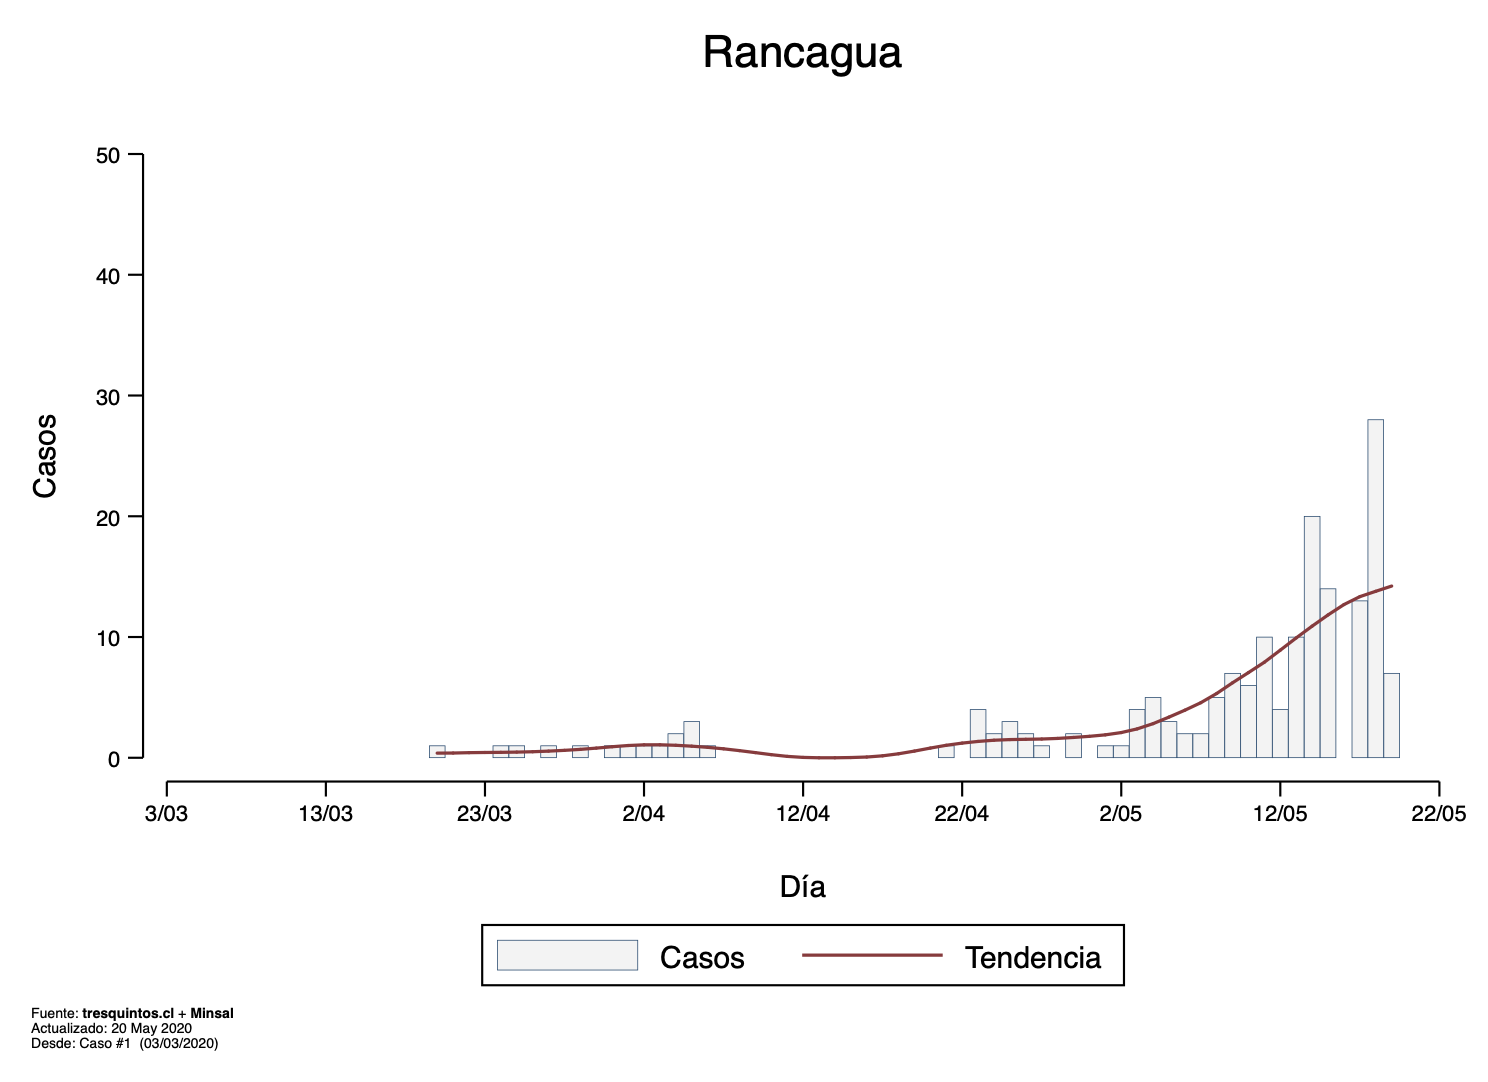 Rancagua
50
40
30
20
10
0
Casos
3/03 13/03 23/03 2/04 12/04 22/04 2/05 12/05 22/05
Día
Casos Tendencia
Fuente: tresquintos.cl + Minsal
Actualizado: 20 May 2020
Desde: Caso #1 (03/03/2020)